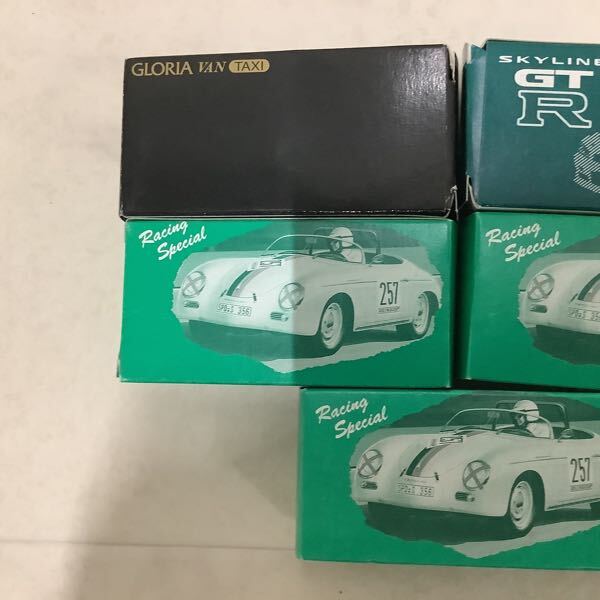 GLORIA VAN TAXI
SKYLINE
GT
R
Racing
Special
257
Racing
Special
Racing
Special
257